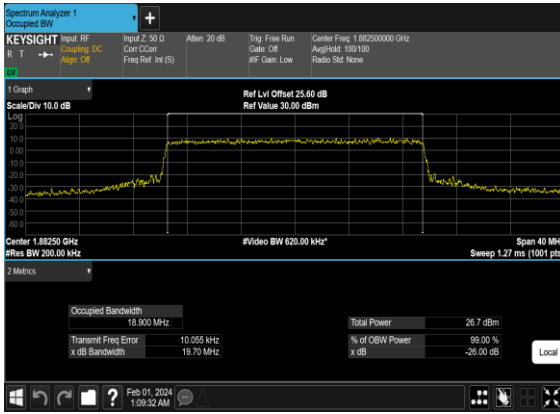 Spectrum Analyzer 1
Occupied BW
KEYSIGHT
R T
LW
Input: RF
Coupling: DC
Align: Off
Input Z: 50 Ω
Corr CCorr
Freq Ref: Int (S)
Atten: 20 dB
Trig: Free Run
Gate: Off
#IF Gain: Low
Center Freq: 1.882500000 GHz
Avg|Hold: 100/100
Radio Std: None
1 Graph
Scale/Div 10.0 dB
Ref Lvl Offset 25.60 dB
Ref Value 30.00 dBm
Log
20.0
10.0
0.00
-10.0
-20.0
-30.0
-40.0
-50.0
-60.0
Center 1.88250 GHz
#Res BW 200.00 kHz
#Video BW 620.00 kHz*
Span 40 MH
Sweep 1.27 ms (1001 pts
2 Metrics
Occupied Bandwidth
18.900 MHz
Transmit Freq Error 10.055 kHz
x dB Bandwidth 19.70 MHz
Total Power 26.7 dBm
% of OBW Power 99.00 %
x dB -26.00 dB
Local
Feb 01, 2024
1:09:32 AM